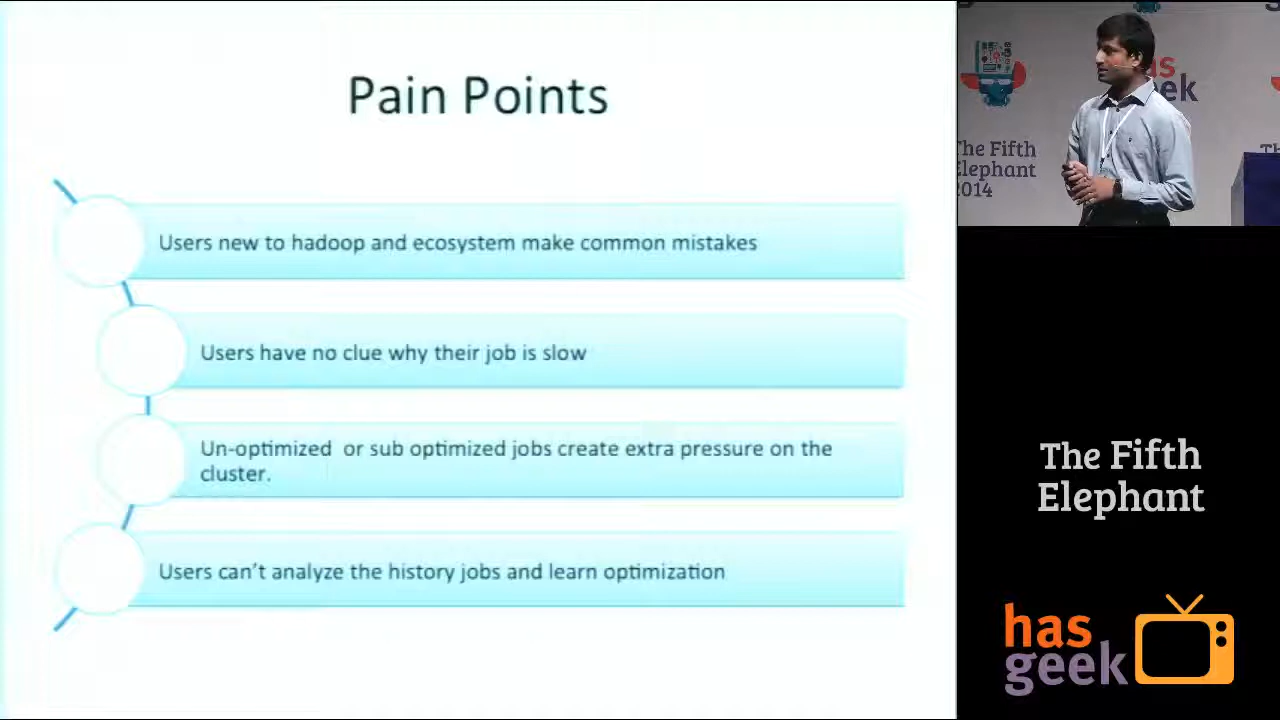 Pain Points
Users new to hadoop and ecosystem make common mistakes
Users have no clue why their job is slow
Un-optimized or sub optimized jobs create extra pressure on the
cluster.
Users can't analyze the history jobs and learn optimization
has
geek
The Fifth
Elephant
2014
The Fifth
Elephant
has
geek